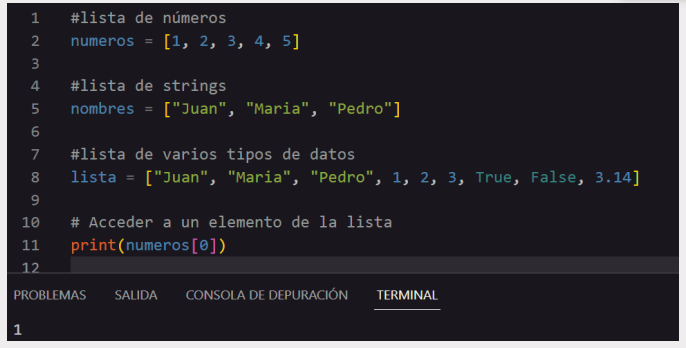 1 #lista de números
2 numeros = [1, 2, 3, 4, 5]
3
4 #lista de strings
5 nombres = ["Juan", "Maria", "Pedro"]
6
7 #lista de varios tipos de datos
8 lista = ["Juan", "Maria", "Pedro", 1, 2, 3, True, False, 3.14]
9
10 # Acceder a un elemento de la lista
11 print(numeros[0])
12
PROBLEMAS SALIDA CONSOLA DE DEPURACIÓN TERMINAL
1